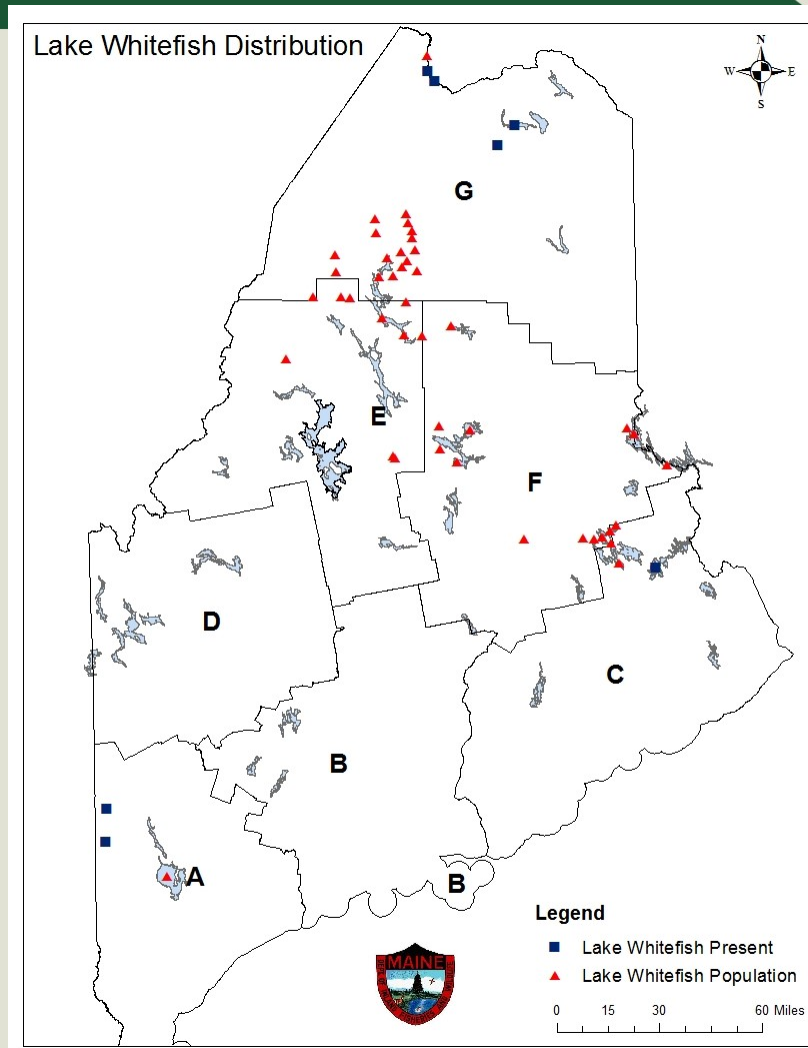 Lake Whitefish Distribution
N
W
E
S
G
E
F
D
C
B
A
B
Legend
Lake Whitefish Present
Lake Whitefish Population
MAINE
0 15 30 60 Miles